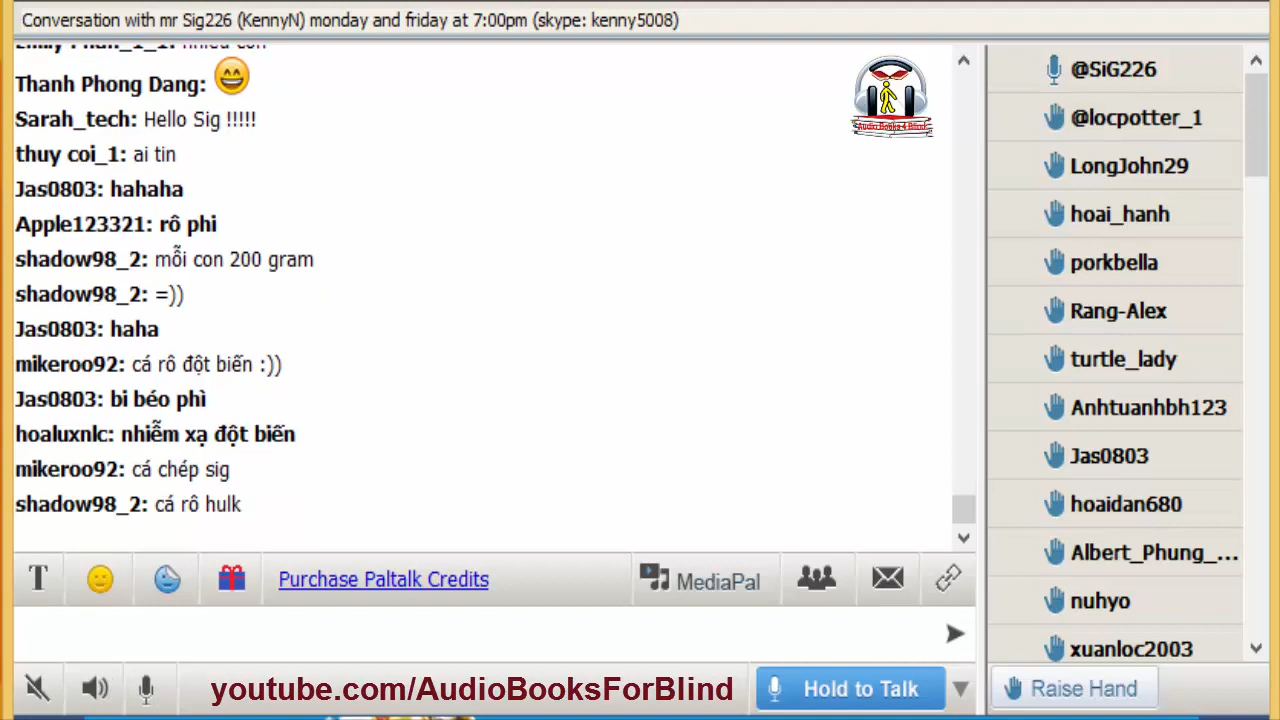 Conversation with mr Sig226 (KennyN) monday and friday at 7:00pm (skype: kenny5008)
Thanh Phong Dang:
Sarah_tech: Hello Sig !!!!!
thuy coi_1: ai tin
Jas0803: hahaha
Apple123321: rô phi
shadow98_2: mỗi con 200 gram
shadow98_2: =))
Jas0803: haha
mikeroo92: cá rô đột biến :))
Jas0803: bi béo phì
hoaluxnlc: nhiễm xạ đột biến
mikeroo92: cá chép sig
shadow98_2: cá rô hulk
Audio Books 4 Blind
@SiG226
@locpotter_1
LongJohn29
hoai_hanh
porkbella
Rang-Alex
turtle_lady
Anhtuanhbh123
Jas0803
hoaidan680
Albert_Phung_...
nuhyo
xuanloc2003
T
Purchase Paltalk Credits
MediaPal
youtube.com/AudioBooksForBlind
Hold to Talk
Raise Hand